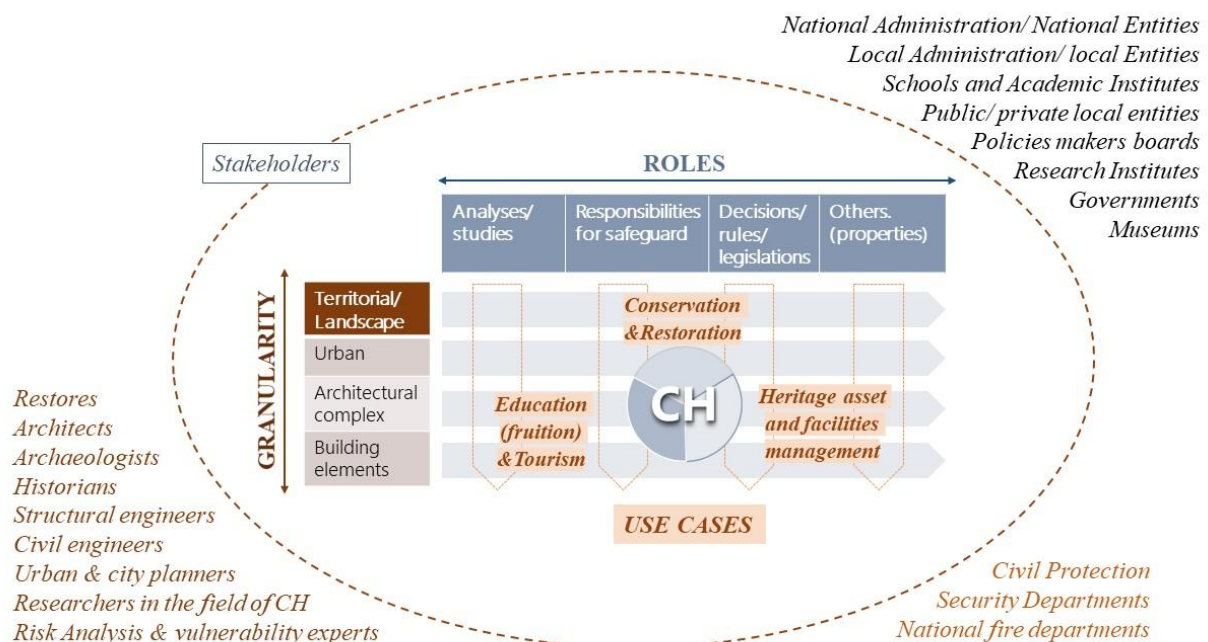 National Administration/ National Entities
Local Administration/ local Entities
Schools and Academic Institutes
Public/ private local entities
Policies makers boards
Research Institutes
Governments
Museums
Stakeholders
ROLES
Analyses/
studies
Responsibilities
for safeguard
Decisions/
rules/
legislations
Others.
(properties)
GRANULARITY
Territorial/
Landscape
Urban
Architectural
complex
Building
elements
Conservation
&Restoration
CH
Education
(fruition)
&Tourism
Heritage asset
and facilities
management
USE CASES
Restores
Architects
Archaeologists
Historians
Structural engineers
Civil engineers
Urban & city planners
Researchers in the field of CH
Risk Analysis & vulnerability experts
Civil Protection
Security Departments
National fire departments